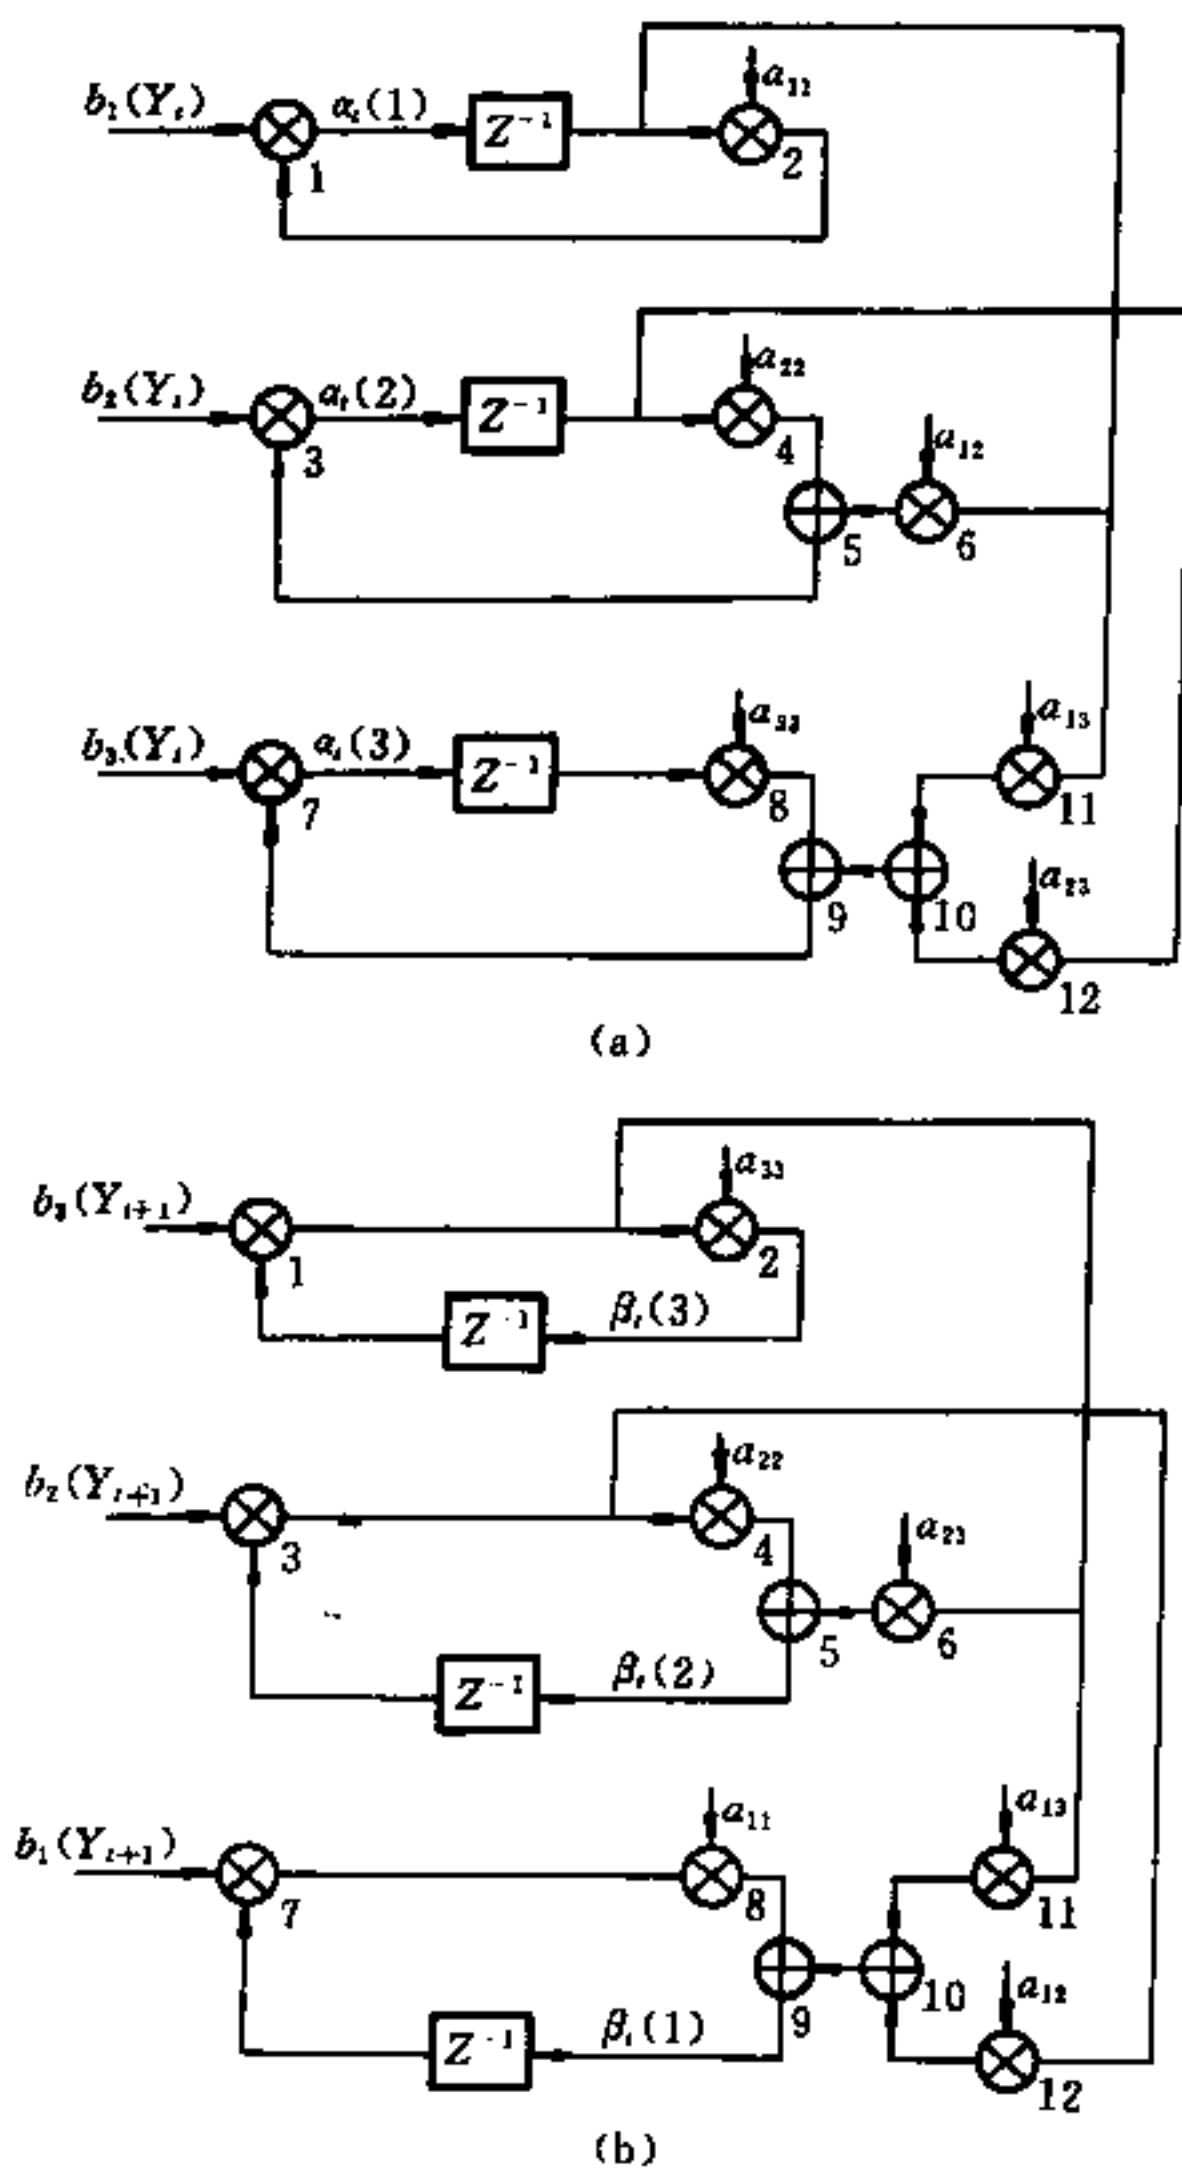 b₁(Yₜ) αₜ(1) Z⁻¹ a₁₁
1 2
b₂(Yₜ) αₜ(2) Z⁻¹ a₂₂ a₁₂
3 4 5 6
b₃(Yₜ) αₜ(3) Z⁻¹ a₃₃ a₁₃
7 8 11
a₂₃
9 10
12
(a)
b₃(Yₜ₊₁) a₃₃
1 2
Z⁻¹ βₜ(3)
b₂(Yₜ₊₁) a₂₂ a₂₃
3 4
5 6
Z⁻¹ βₜ(2)
b₁(Yₜ₊₁) a₁₁ a₁₃
7 8 11
a₁₂
9 10
Z⁻¹ βₜ(1)
12
(b)